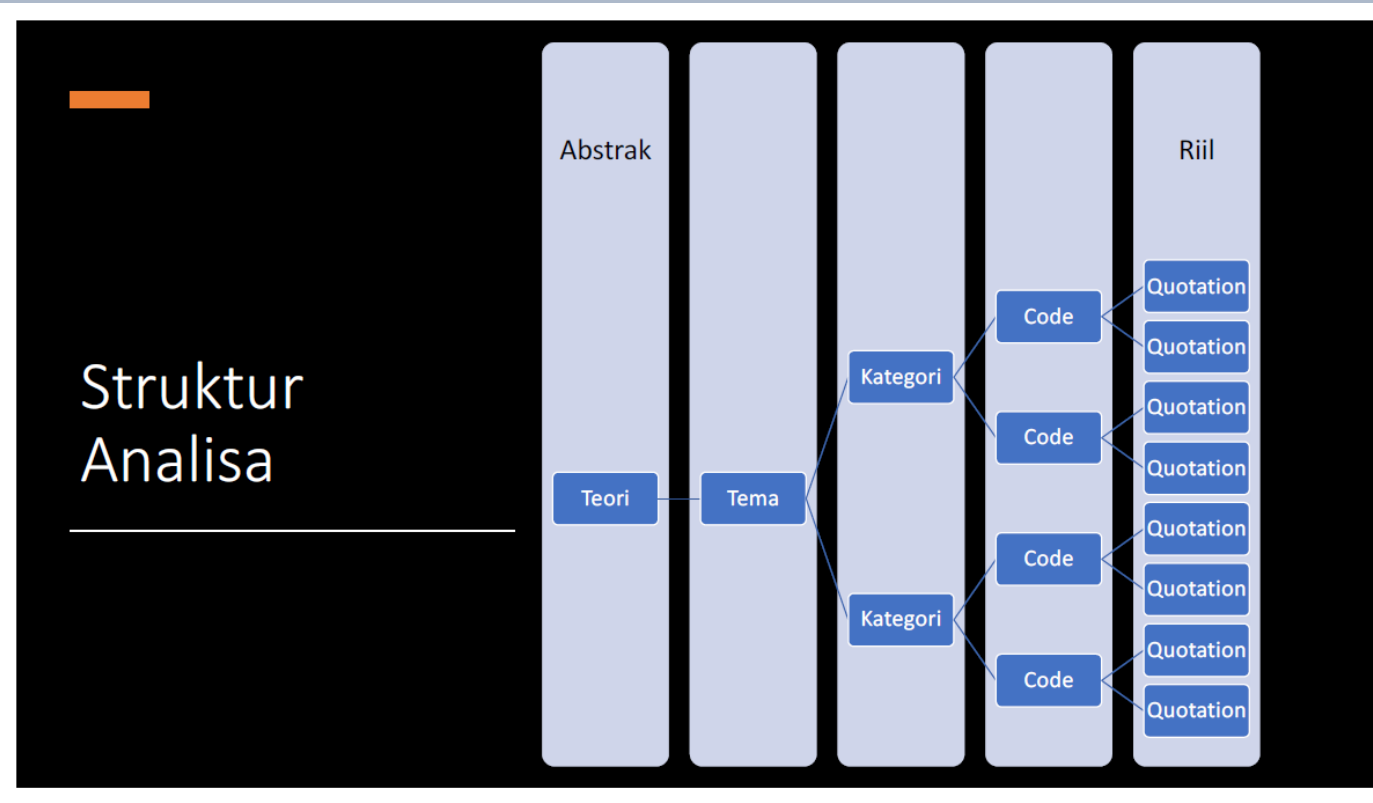 Struktur
Analisa
Abstrak
Riil
Teori
Tema
Kategori
Kategori
Code
Code
Code
Code
Quotation
Quotation
Quotation
Quotation
Quotation
Quotation
Quotation
Quotation